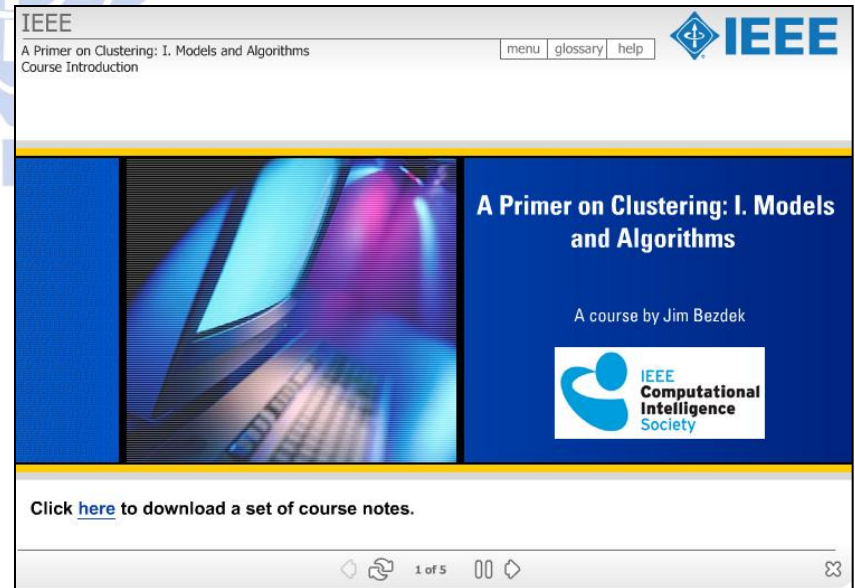 IEEE
A Primer on Clustering: I. Models and Algorithms
Course Introduction
menu glossary help
IEEE
A Primer on Clustering: I. Models
and Algorithms
A course by Jim Bezdek
IEEE
Computational
Intelligence
Society
Click here to download a set of course notes.
1 of 5